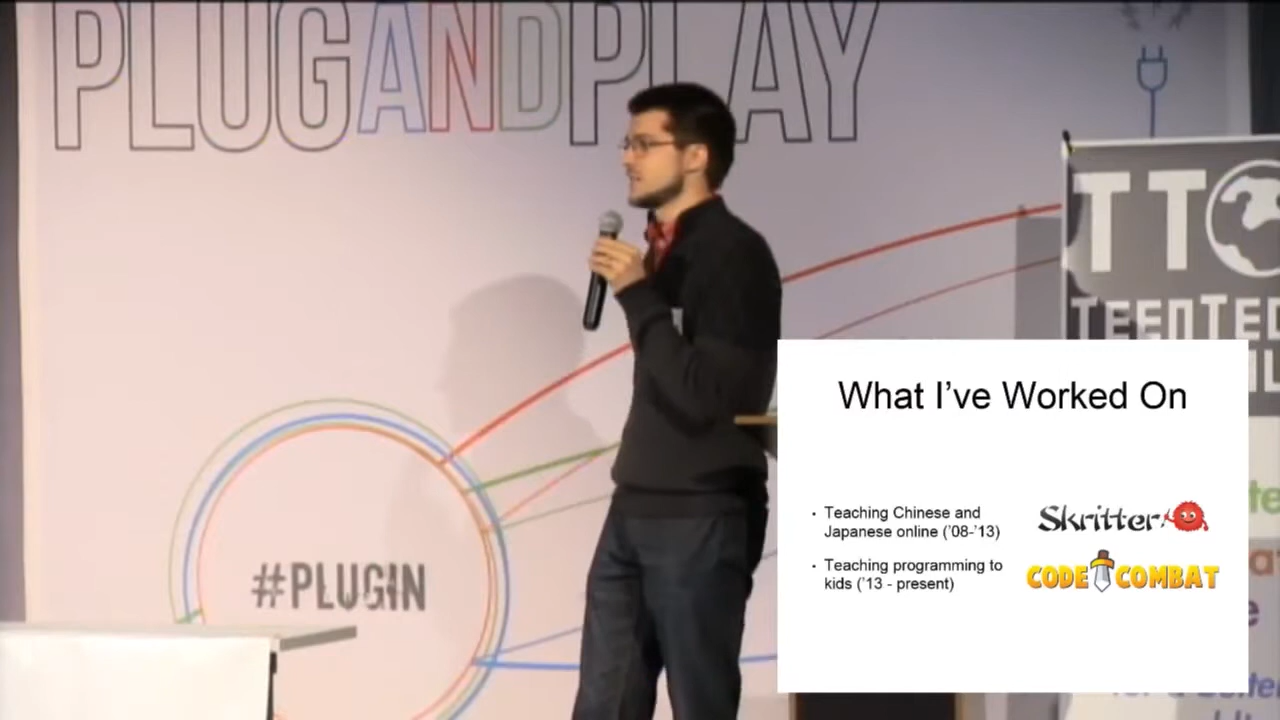 PLUGANDPLAY
TT
TEENTEC
What I've Worked On
• Teaching Chinese and
Japanese online ('08-'13)
Skritter
• Teaching programming to
kids ('13 - present)
CODE COMBAT
#PLUGIN